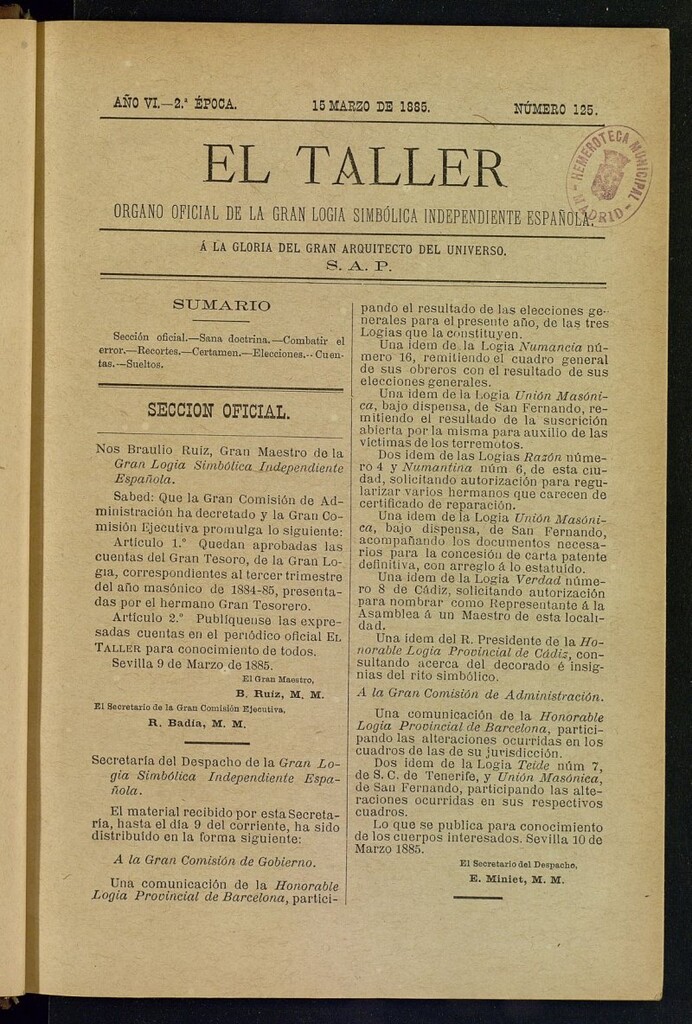 AÑO VI.—2.ª ÉPOCA.
15 MARZO DE 1885.
NÚMERO 125.
EL TALLER
ORGANO OFICIAL DE LA GRAN LOGIA SIMBÓLICA INDEPENDIENTE ESPAÑOLA.
HEMEROTECA MUNICIPAL
MADRID
Á LA GLORIA DEL GRAN ARQUITECTO DEL UNIVERSO.
S. A. P.
SUMARIO
Sección oficial.—Sana doctrina.—Combatir el
error.—Recortes.—Certamen.—Elecciones.—Cuen-
tas.—Sueltos.
SECCION OFICIAL.
Nos Braulio Ruiz, Gran Maestro de la
Gran Logia Simbólica Independiente
Española.
Sabed: Que la Gran Comisión de Ad-
ministración ha decretado y la Gran Co-
misión Ejecutiva promulga lo siguiente:
Artículo 1.º Quedan aprobadas las
cuentas del Gran Tesoro, de la Gran Lo-
gia, correspondientes al tercer trimestre
del año masónico de 1884-85, presenta-
das por el hermano Gran Tesorero.
Artículo 2.º Publíquense las expre-
sadas cuentas en el periódico oficial EL
TALLER para conocimiento de todos.
Sevilla 9 de Marzo de 1885.
El Gran Maestro,
B. Ruiz, M. M.
El Secretario de la Gran Comisión Ejecutiva,
R. Badía, M. M.
Secretaría del Despacho de la Gran Lo-
gia Simbólica Independiente Espa-
ñola.
El material recibido por esta Secreta-
ría, hasta el día 9 del corriente, ha sido
distribuido en la forma siguiente:
A la Gran Comisión de Gobierno.
Una comunicación de la Honorable
Logia Provincial de Barcelona, partici-
pando el resultado de las elecciones ge-
nerales para el presente año, de las tres
Logias que la constituyen.
Una idem de la Logia Numancia nú-
mero 16, remitiendo el cuadro general
de sus obreros con el resultado de sus
elecciones generales.
Una idem de la Logia Unión Masóni-
ca, bajo dispensa, de San Fernando, re-
mitiendo el resultado de la suscrición
abierta por la misma para auxilio de las
víctimas de los terremotos.
Dos idem de las Logias Razón núme-
ro 4 y Numantina núm 6, de esta ciu-
dad, solicitando autorización para regu-
larizar varios hermanos que carecen de
certificado de reparación.
Una idem de la Logia Unión Masóni-
ca, bajo dispensa, de San Fernando,
acompañando los documentos necesa-
rios para la concesión de carta patente
definitiva, con arreglo á lo estatuido.
Una idem de la Logia Verdad núme-
ro 8 de Cádiz, solicitando autorización
para nombrar como Representante á la
Asamblea á un Maestro de esta locali-
dad.
Una idem del R. Presidente de la Ho-
norable Logia Provincial de Cádiz, con-
sultando acerca del decorado é insig-
nias del rito simbólico.
A la Gran Comisión de Administración.
Una comunicación de la Honorable
Logia Provincial de Barcelona, partici-
pando las alteraciones ocurridas en los
cuadros de las de su jurisdicción.
Dos idem de la Logia Teide núm 7,
de S. C. de Tenerife, y Unión Masónica,
de San Fernando, participando las alte-
raciones ocurridas en sus respectivos
cuadros.
Lo que se publica para conocimiento
de los cuerpos interesados. Sevilla 10 de
Marzo 1885.
El Secretario del Despacho,
E. Miniet, M. M.